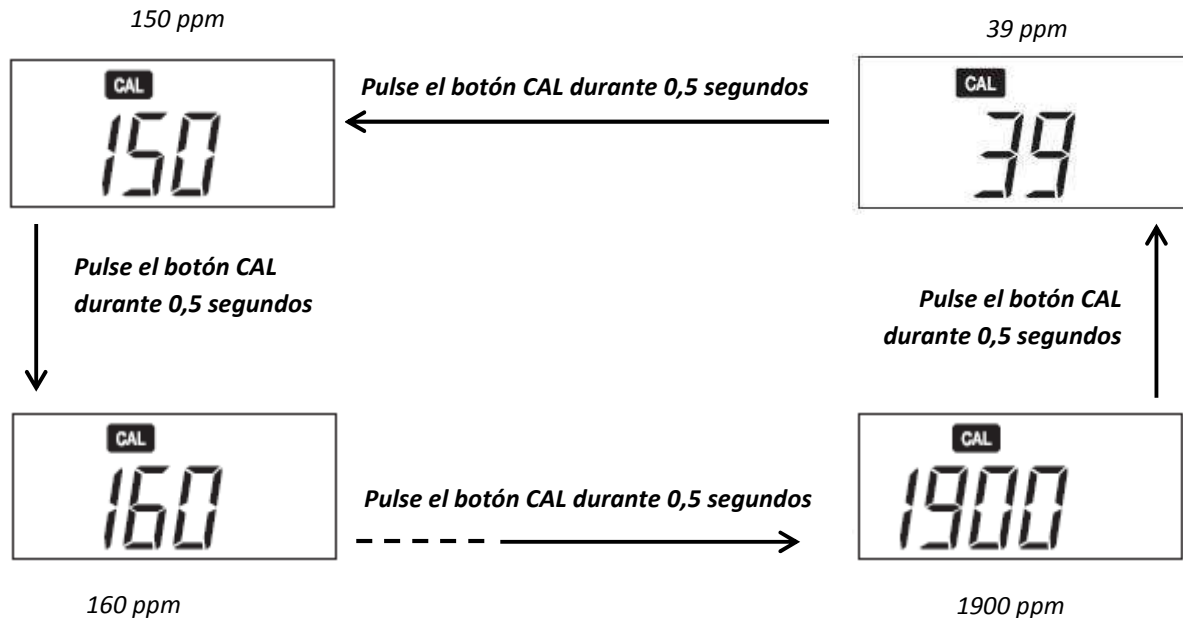 150 ppm
39 ppm
CAL
150
Pulse el botón CAL durante 0,5 segundos
CAL
39
Pulse el botón CAL
durante 0,5 segundos
Pulse el botón CAL
durante 0,5 segundos
CAL
160
Pulse el botón CAL durante 0,5 segundos
CAL
1900
160 ppm
1900 ppm